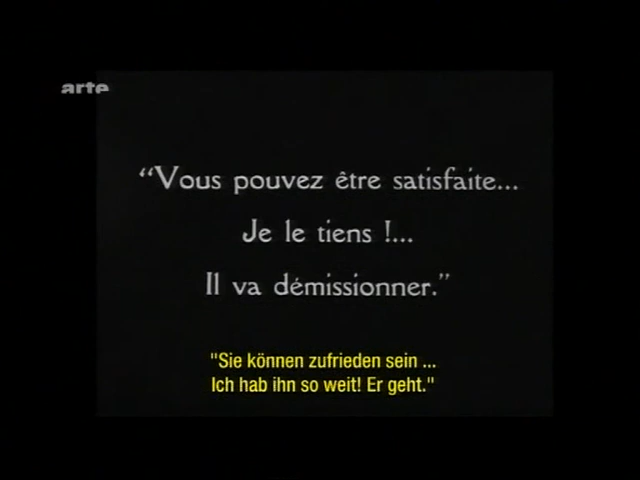 arte
“Vous pouvez être satisfaite...
Je le tiens !...
Il va démissionner.”
"Sie können zufrieden sein ...
Ich hab ihn so weit! Er geht."